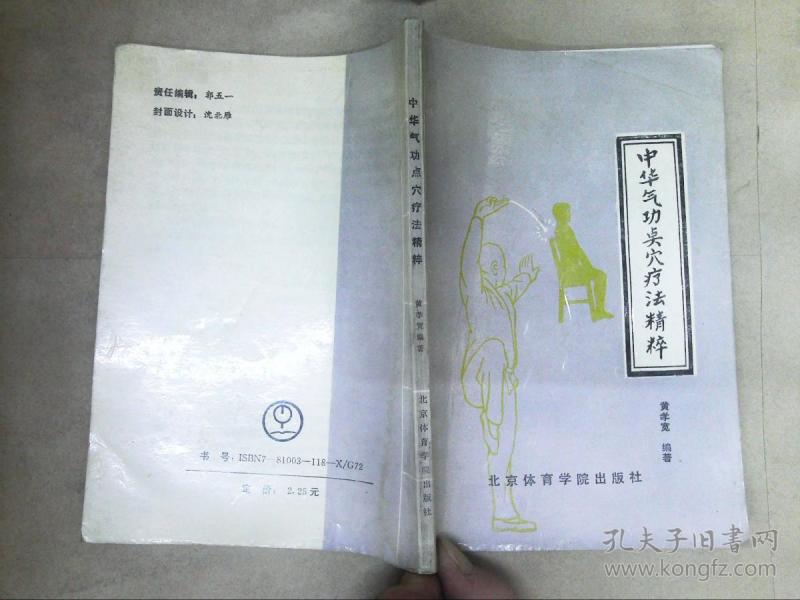 责任编辑：郭五一
封面设计：沈北雁
书 号：ISBN7—81003—118—X/G72
定 价：2.25元
中华气功点穴疗法精粹
黄孝宽编著
北京体育学院出版社
中华气功点穴疗法精粹
黄孝宽 编著
北京体育学院出版社
孔夫子旧书网
www.kongfz.com